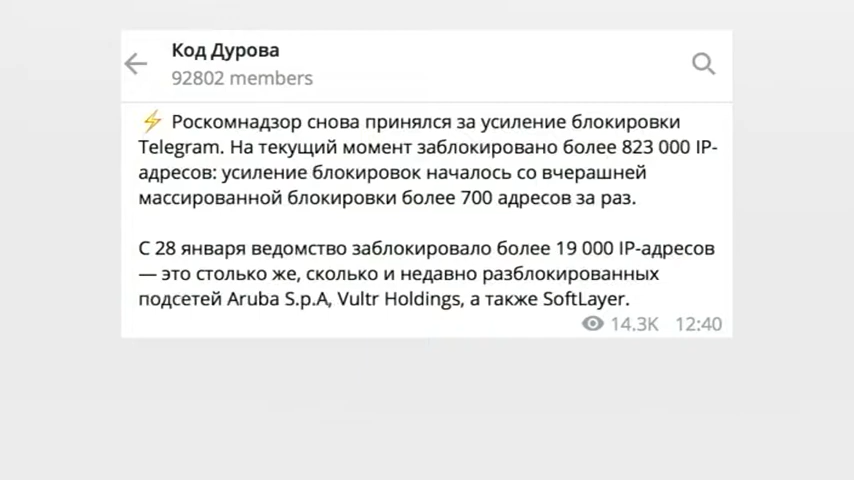 Код Дурова
92802 members
⚡ Роскомнадзор снова принялся за усиление блокировки
Telegram. На текущий момент заблокировано более 823 000 IP-
адресов: усиление блокировок началось со вчерашней
массированной блокировки более 700 адресов за раз.
С 28 января ведомство заблокировало более 19 000 IP-адресов
— это столько же, сколько и недавно разблокированных
подсетей Aruba S.p.A, Vultr Holdings, а также SoftLayer.
14.3K 12:40